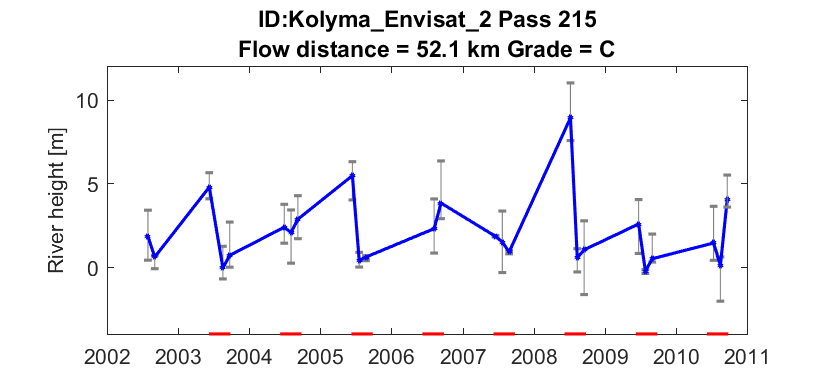 ID:Kolyma_Envisat_2 Pass 215
Flow distance = 52.1 km Grade = C
River height [m]
10
5
0
2002 2003 2004 2005 2006 2007 2008 2009 2010 2011